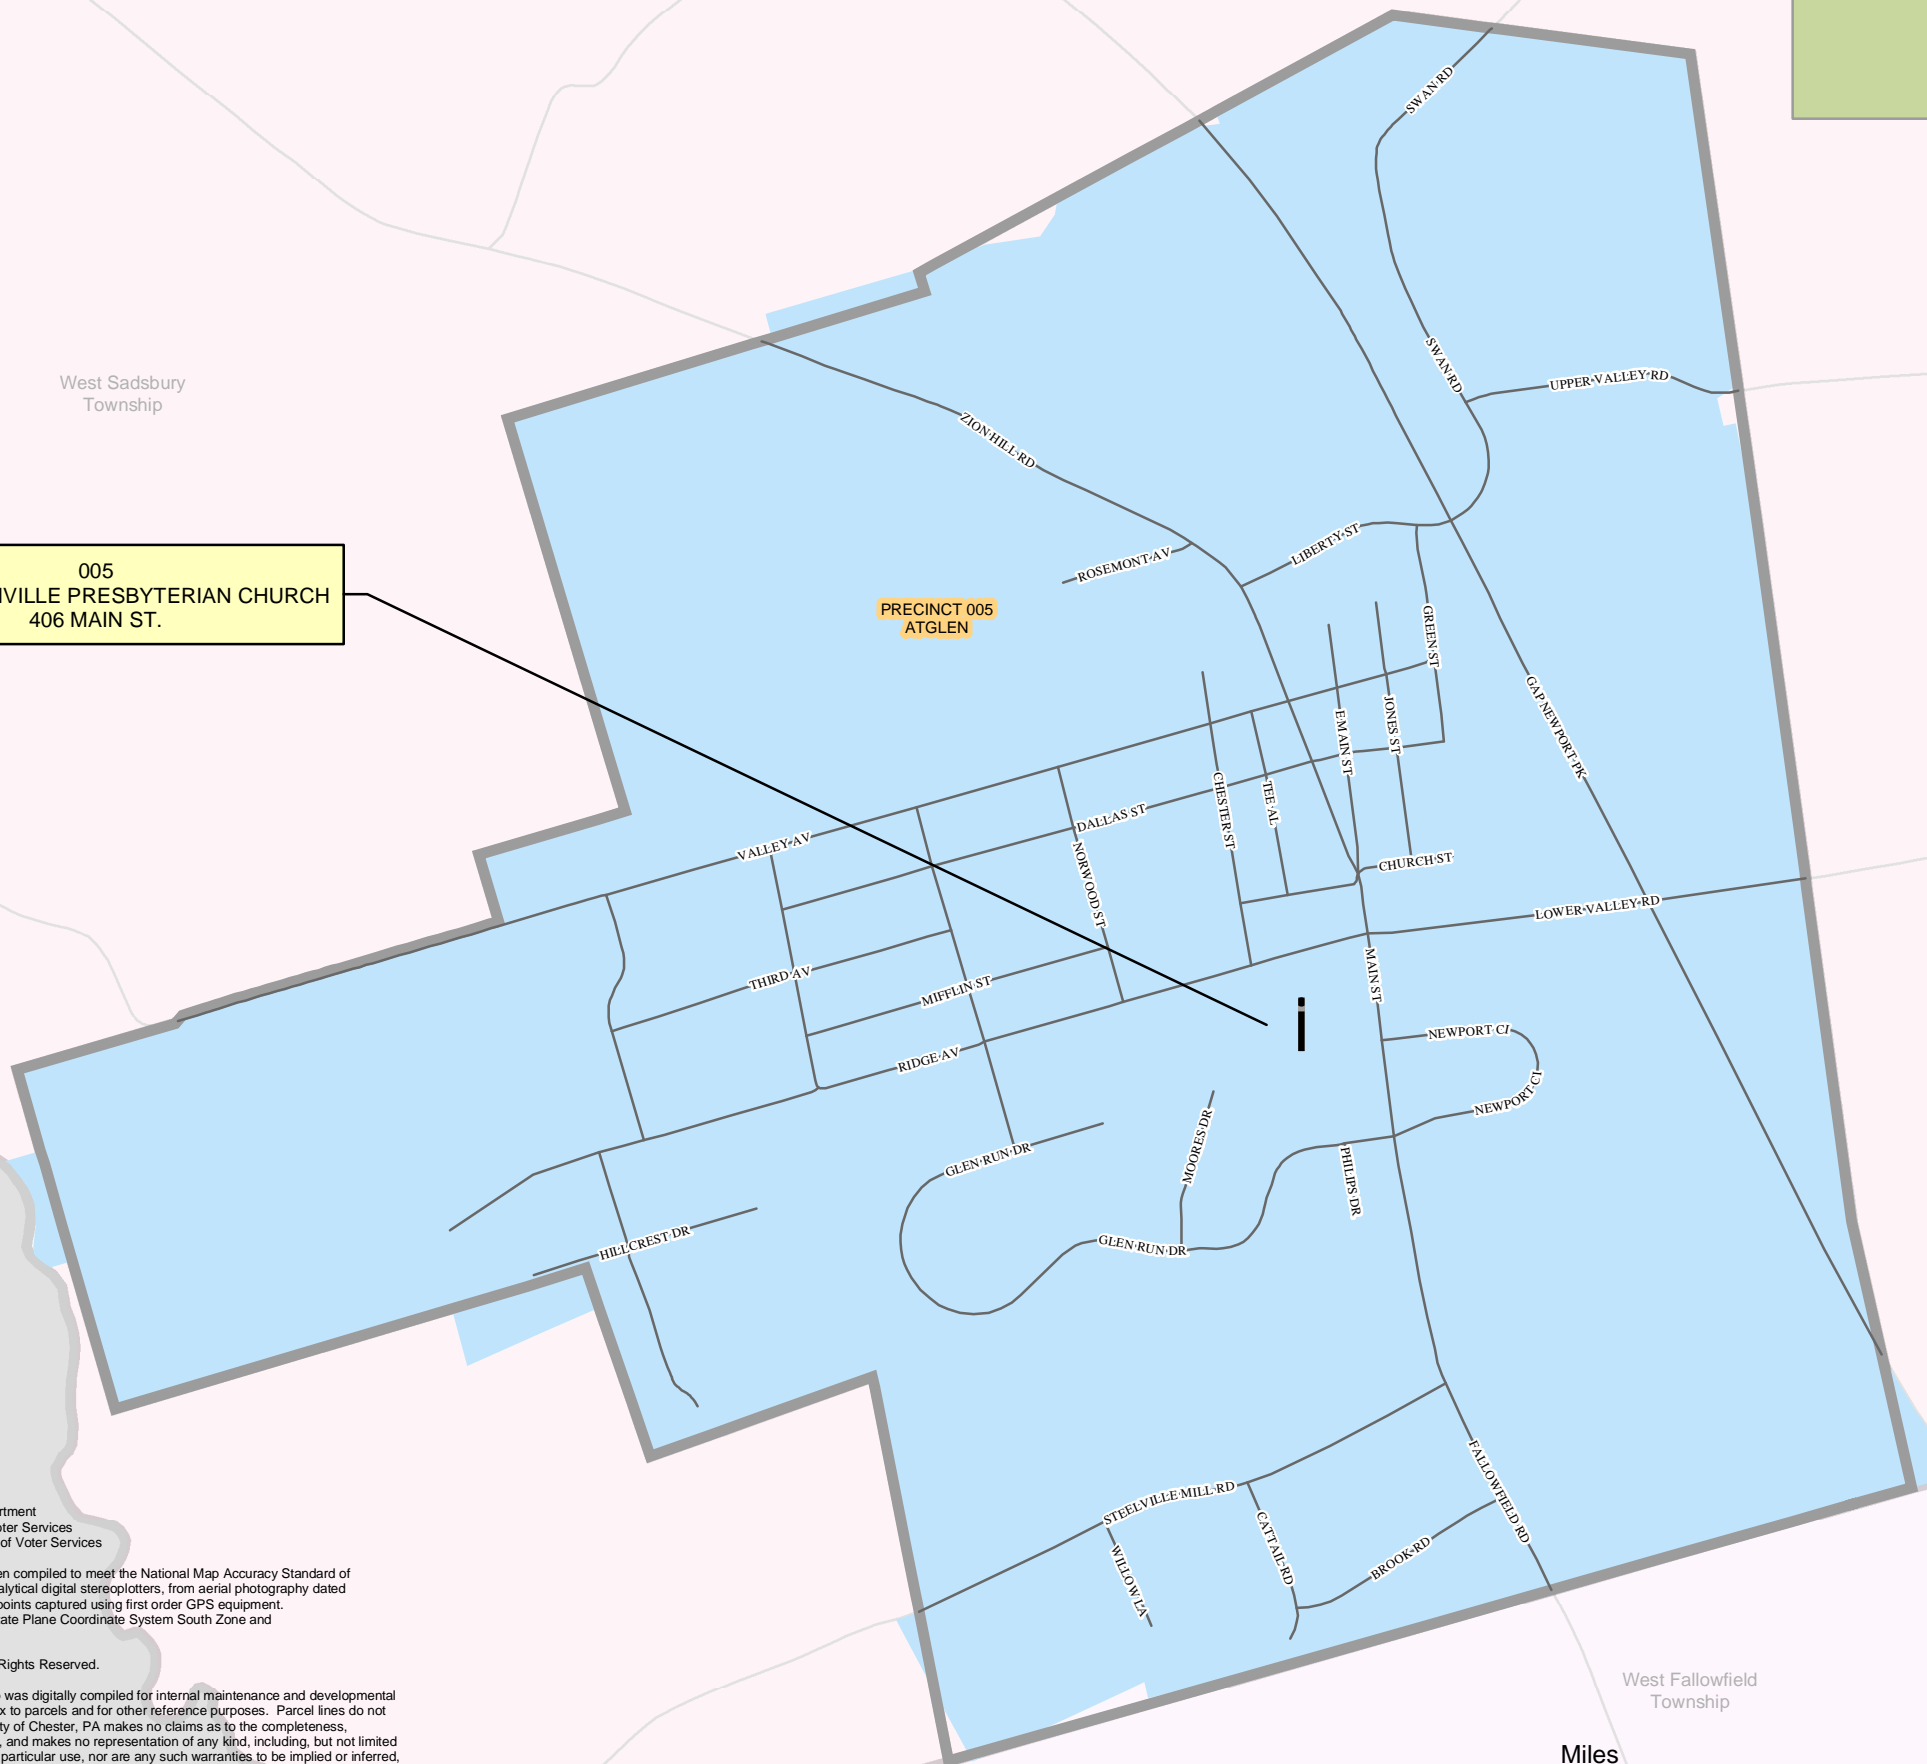 SWAN RD
West Sadsbury
Township
SWAN RD
UPPER VALLEY RD
ZION HILL RD
LIBERTY ST
ROSEMONT AV
005
PRESBYTERIAN CHURCH
406 MAIN ST.
PRECINCT 005
ATGLEN
GREEN ST
GAP NEWPORT PK
JONES ST
E MAIN ST
CHESTER ST
TEE AL
DALLAS ST
VALLEY AV
NORWOOD ST
CHURCH ST
LOWER VALLEY RD
MAIN ST
THIRD AV
MIFFLIN ST
RIDGE AV
NEWPORT CI
NEWPORT CI
MOORES DR
GLEN RUN DR
PHILIPS DR
HILLCREST DR
GLEN RUN DR
FALLOWFIELD RD
STEELVILLE MILL RD
CATTAIL RD
WILLOW LA
BROOK RD
of Voter Services
compiled to meet the National Map Accuracy Standard of
digital stereoplotters, from aerial photography dated
points captured using first order GPS equipment.
Plane Coordinate System South Zone and
Rights Reserved.
was digitally compiled for internal maintenance and developmental
to parcels and for other reference purposes. Parcel lines do not
of Chester, PA makes no claims as to the completeness,
and makes no representation of any kind, including, but not limited
particular use, nor are any such warranties to be implied or inferred,
West Fallowfield
Township
Miles